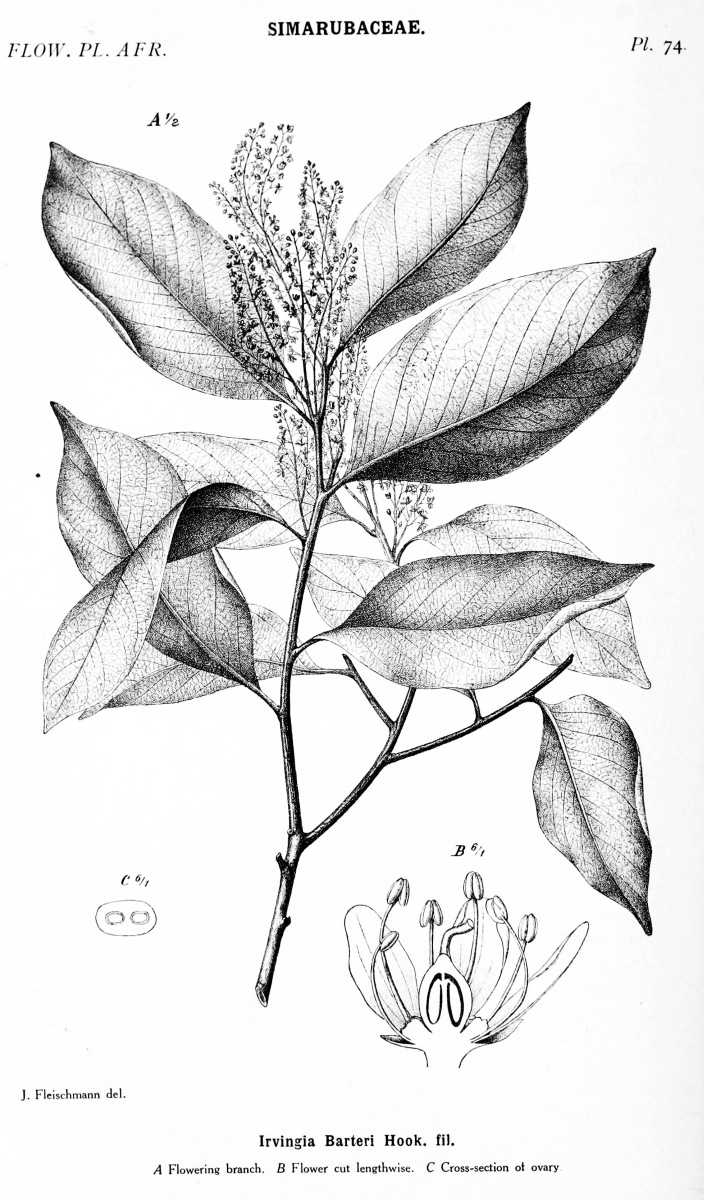 SIMARUBACEAE.
FLOW. PL. AFR.
Pl. 74.
A ½
B 6/1
C 6/1
J. Fleischmann del.
Irvingia Barteri Hook. fil.
A Flowering branch. B Flower cut lengthwise. C Cross-section of ovary.